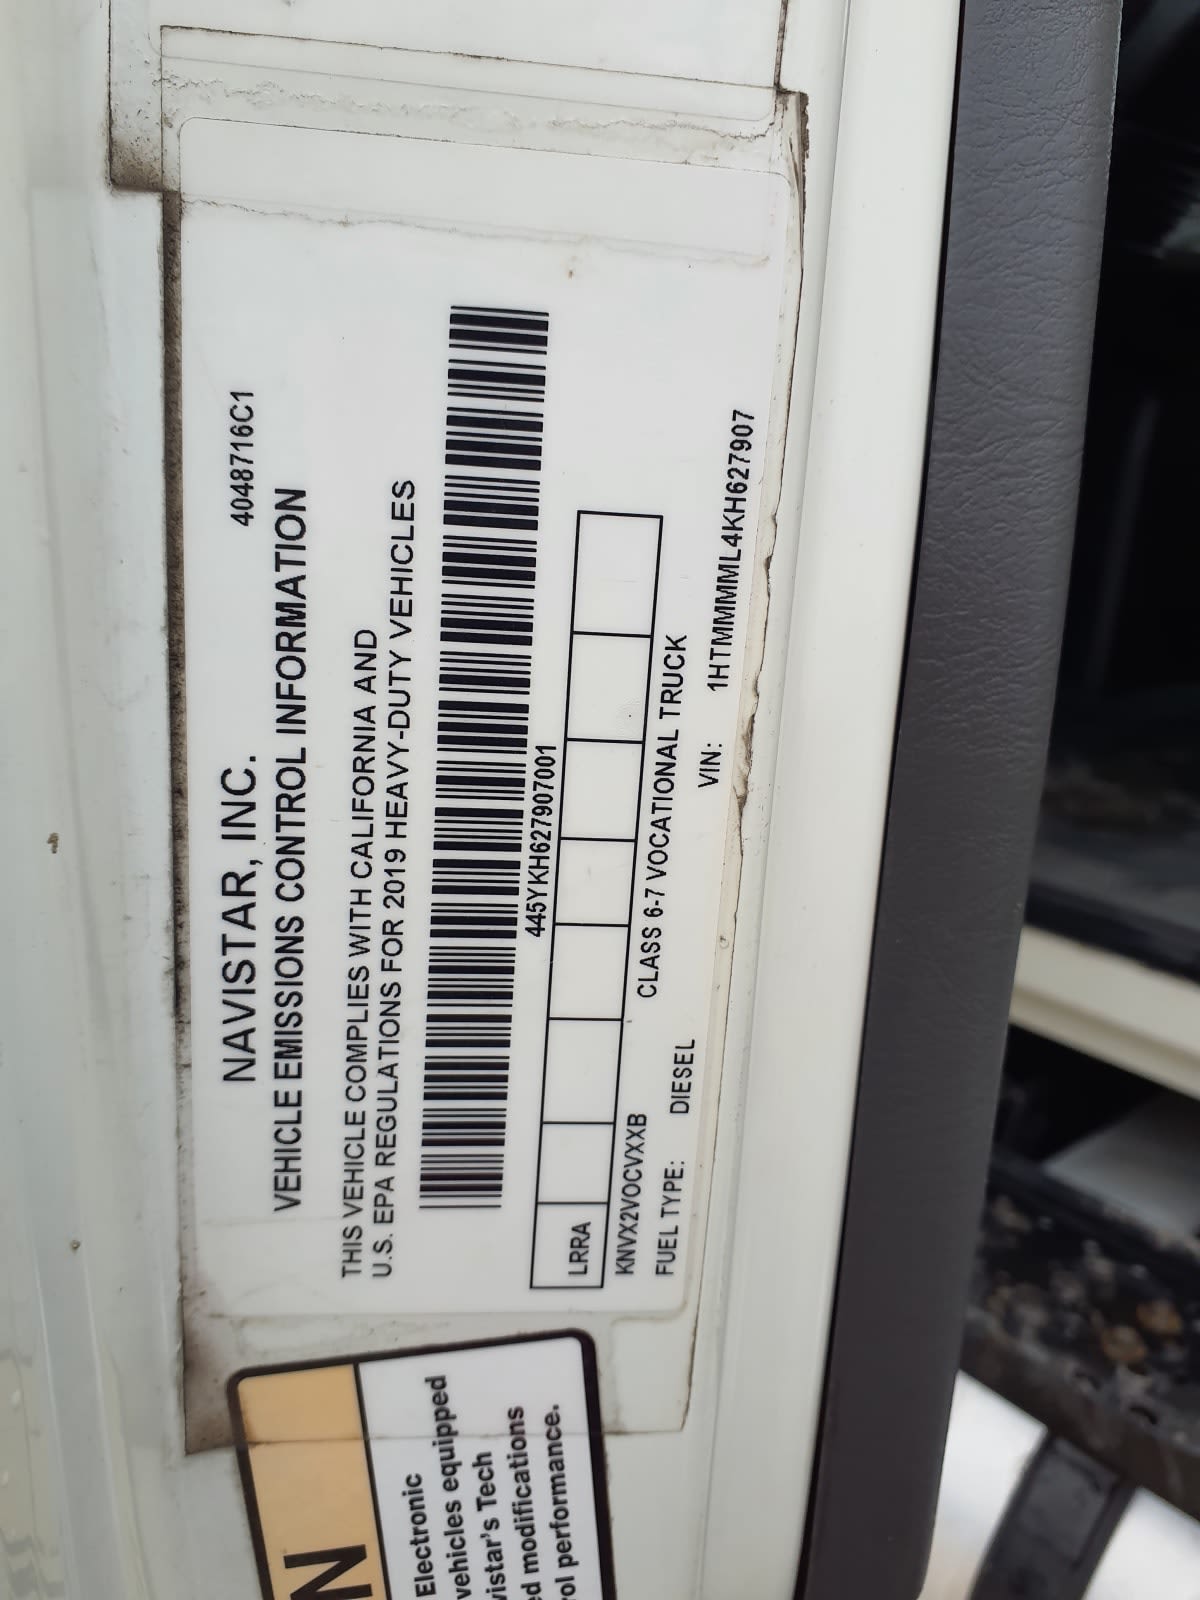 4048716C1
NAVISTAR, INC.
VEHICLE EMISSIONS CONTROL INFORMATION
THIS VEHICLE COMPLIES WITH CALIFORNIA AND
U.S. EPA REGULATIONS FOR 2019 HEAVY-DUTY VEHICLES
445YKH627907001
LRRA
KNVX2VOCVXXB CLASS 6-7 VOCATIONAL TRUCK
FUEL TYPE: DIESEL VIN: 1HTMMMML4KH627907
N
Electronic
vehicles equipped
vistar's Tech
ed modifications
rol performance.